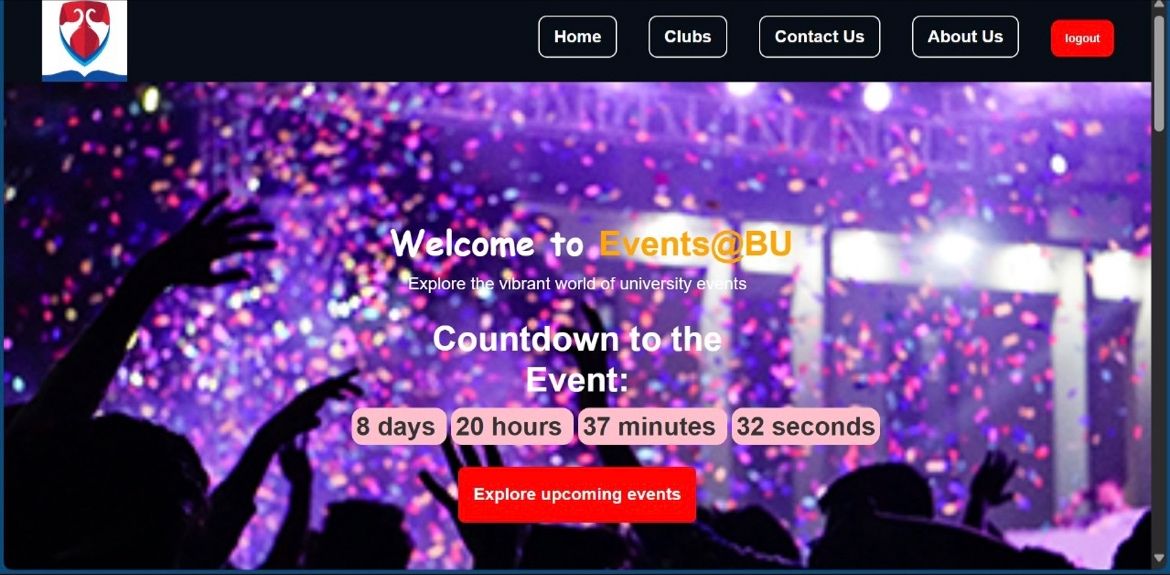 Home
Clubs
Contact Us
About Us
logout
Welcome to Events@BU
Explore the vibrant world of university events
Countdown to the
Event:
8 days 20 hours 37 minutes 32 seconds
Explore upcoming events